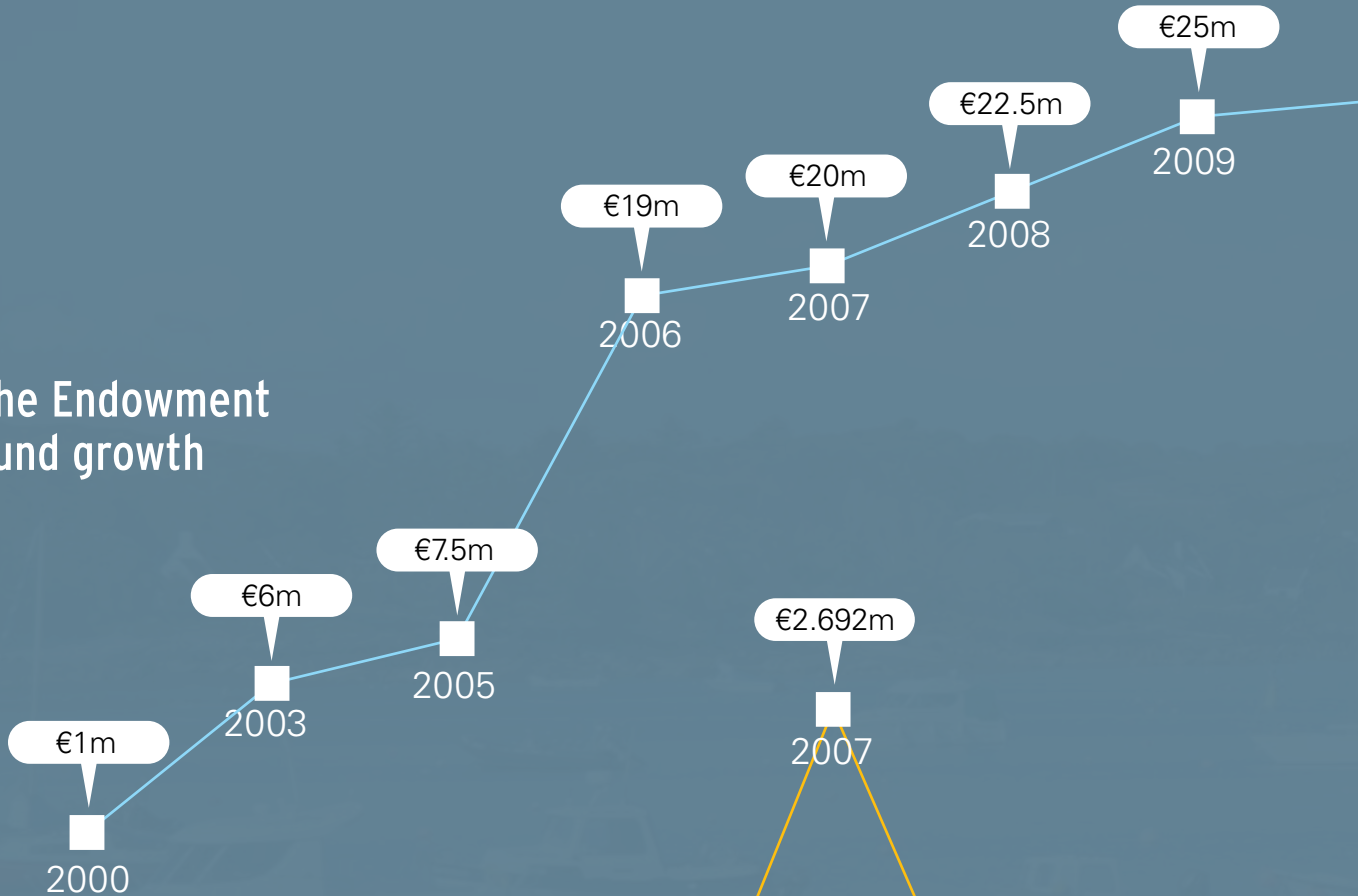 €25m
2009
€22.5m
2008
€20m
2007
€19m
2006
he Endowment
und growth
€7.5m
2005
€6m
2003
€1m
2000
€2.692m
2007